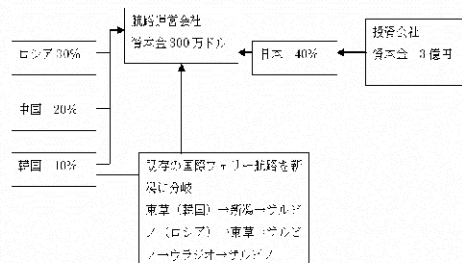 航路運営会社
資本金300万ドル
投資会社
資本金 3億円
ロシア30%
日本 40%
中国 20%
韓国 10%
既存の国際フェリー航路を新
潟に分岐
東草（韓国）→新潟→ザルビ
ノ（ロシア）→東草→ザルビ
ノ→ウラジオ→ザルビノ